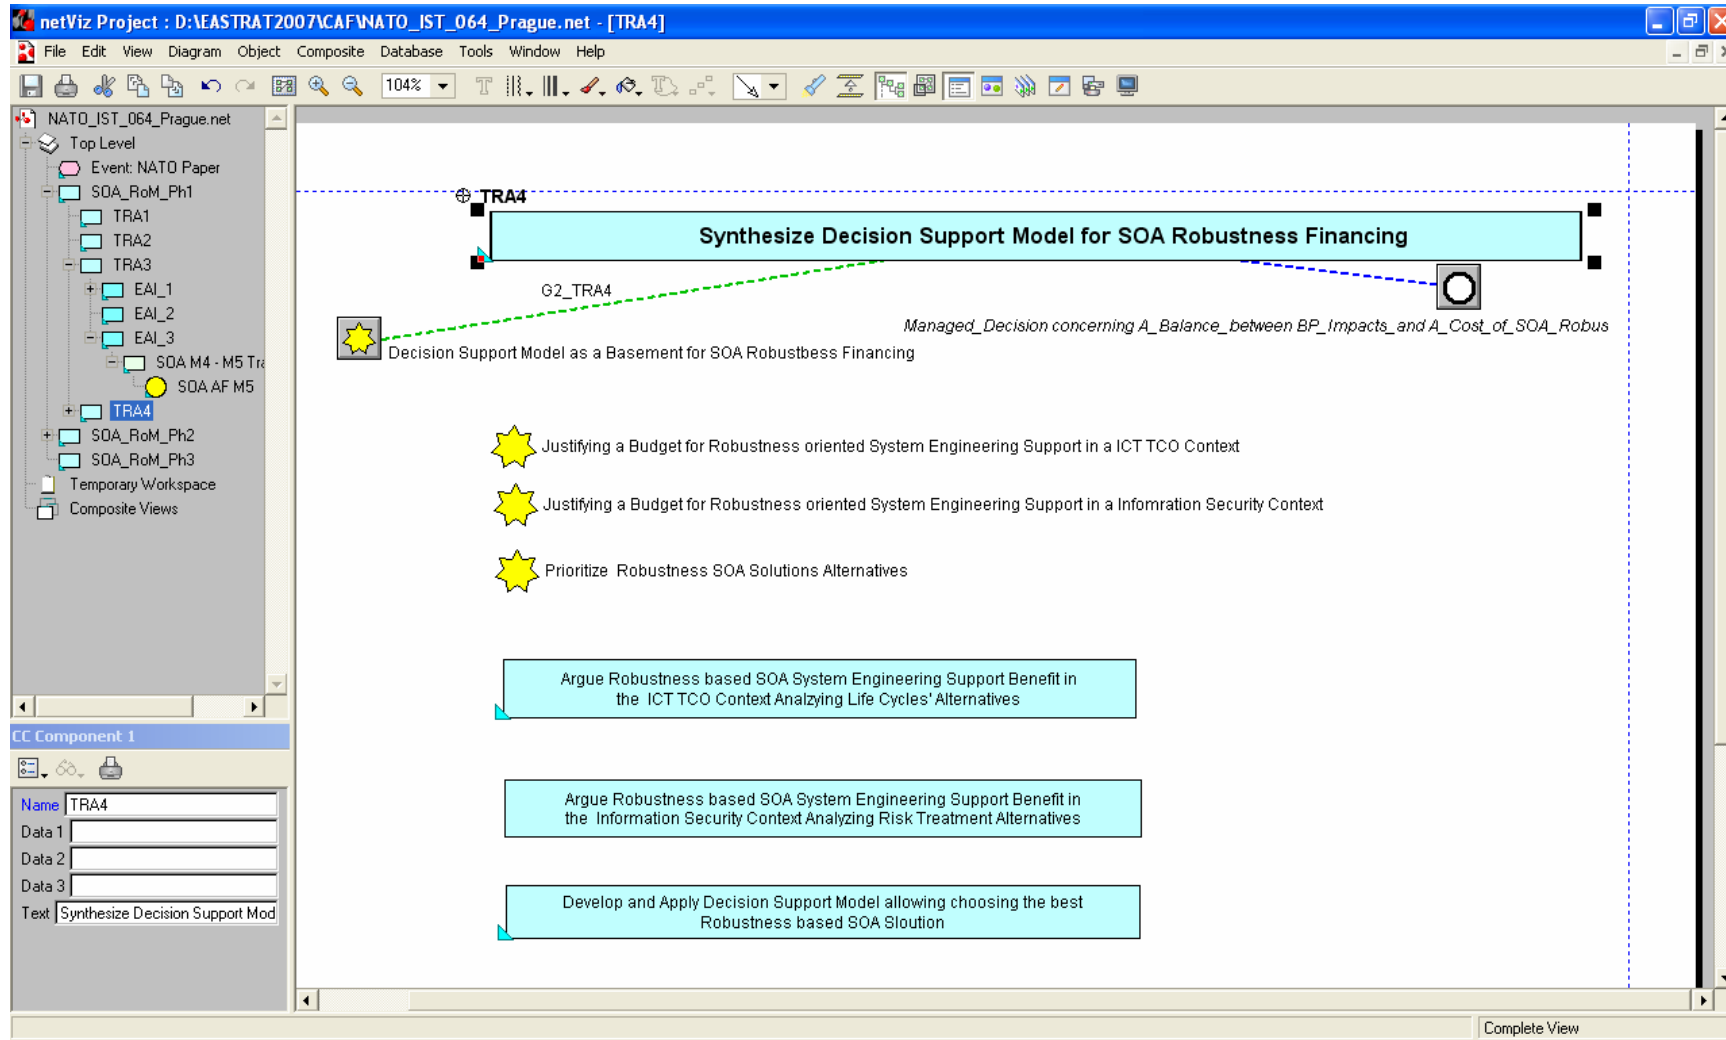 netViz Project : D:\EASTRAT2007\CAF\NATO_IST_064_Prague.net - [TRA4]
File Edit View Diagram Object Composite Database Tools Window Help
104%
NATO_IST_064_Prague.net
Top Level
Event: NATO Paper
SOA_RoM_Ph1
TRA1
TRA2
TRA3
EAI_1
EAI_2
EAI_3
SOA M4 - M5 Tra
SOA AF M5
TRA4
SOA_RoM_Ph2
SOA_RoM_Ph3
Temporary Workspace
Composite Views
CC Component 1
Name TRA4
Data 1
Data 2
Data 3
Text Synthesize Decision Support Mod
TRA4
Synthesize Decision Support Model for SOA Robustness Financing
G2_TRA4
Managed_Decision concerning A_Balance_between BP_Impacts_and A_Cost_of_SOA_Robus
Decision Support Model as a Basement for SOA Robustbess Financing
Justifying a Budget for Robustness oriented System Engineering Support in a ICT TCO Context
Justifying a Budget for Robustness oriented System Engineering Support in a Infomration Security Context
Prioritize Robustness SOA Solutions Alternatives
Argue Robustness based SOA System Engineering Support Benefit in
the ICT TCO Context Analzying Life Cycles' Alternatives
Argue Robustness based SOA System Engineering Support Benefit in
the Information Security Context Analyzing Risk Treatment Alternatives
Develop and Apply Decision Support Model allowing choosing the best
Robustness based SOA Sloution
Complete View